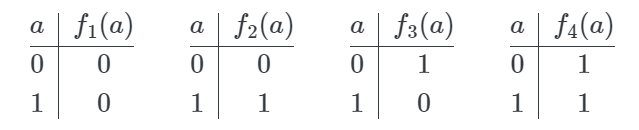 a f₁(a) a f₂(a) a f₃(a) a f₄(a)
0 0 0 0 0 1 0 1
1 0 1 1 1 0 1 1